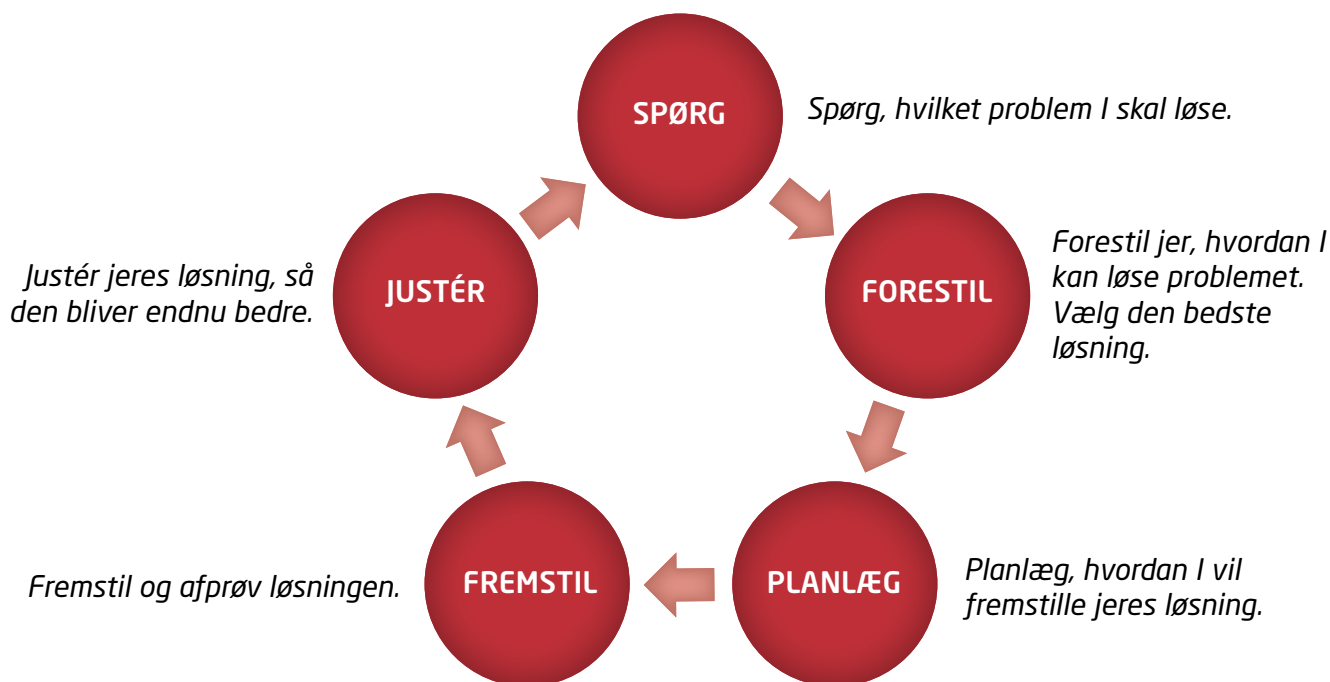 SPØRG
Spørg, hvilket problem I skal løse.
FORESTIL
Forestil jer, hvordan I
kan løse problemet.
Vælg den bedste
løsning.
PLANLÆG
Planlæg, hvordan I vil
fremstille jeres løsning.
FREMSTIL
Fremstil og afprøv løsningen.
JUSTÉR
Justér jeres løsning, så
den bliver endnu bedre.